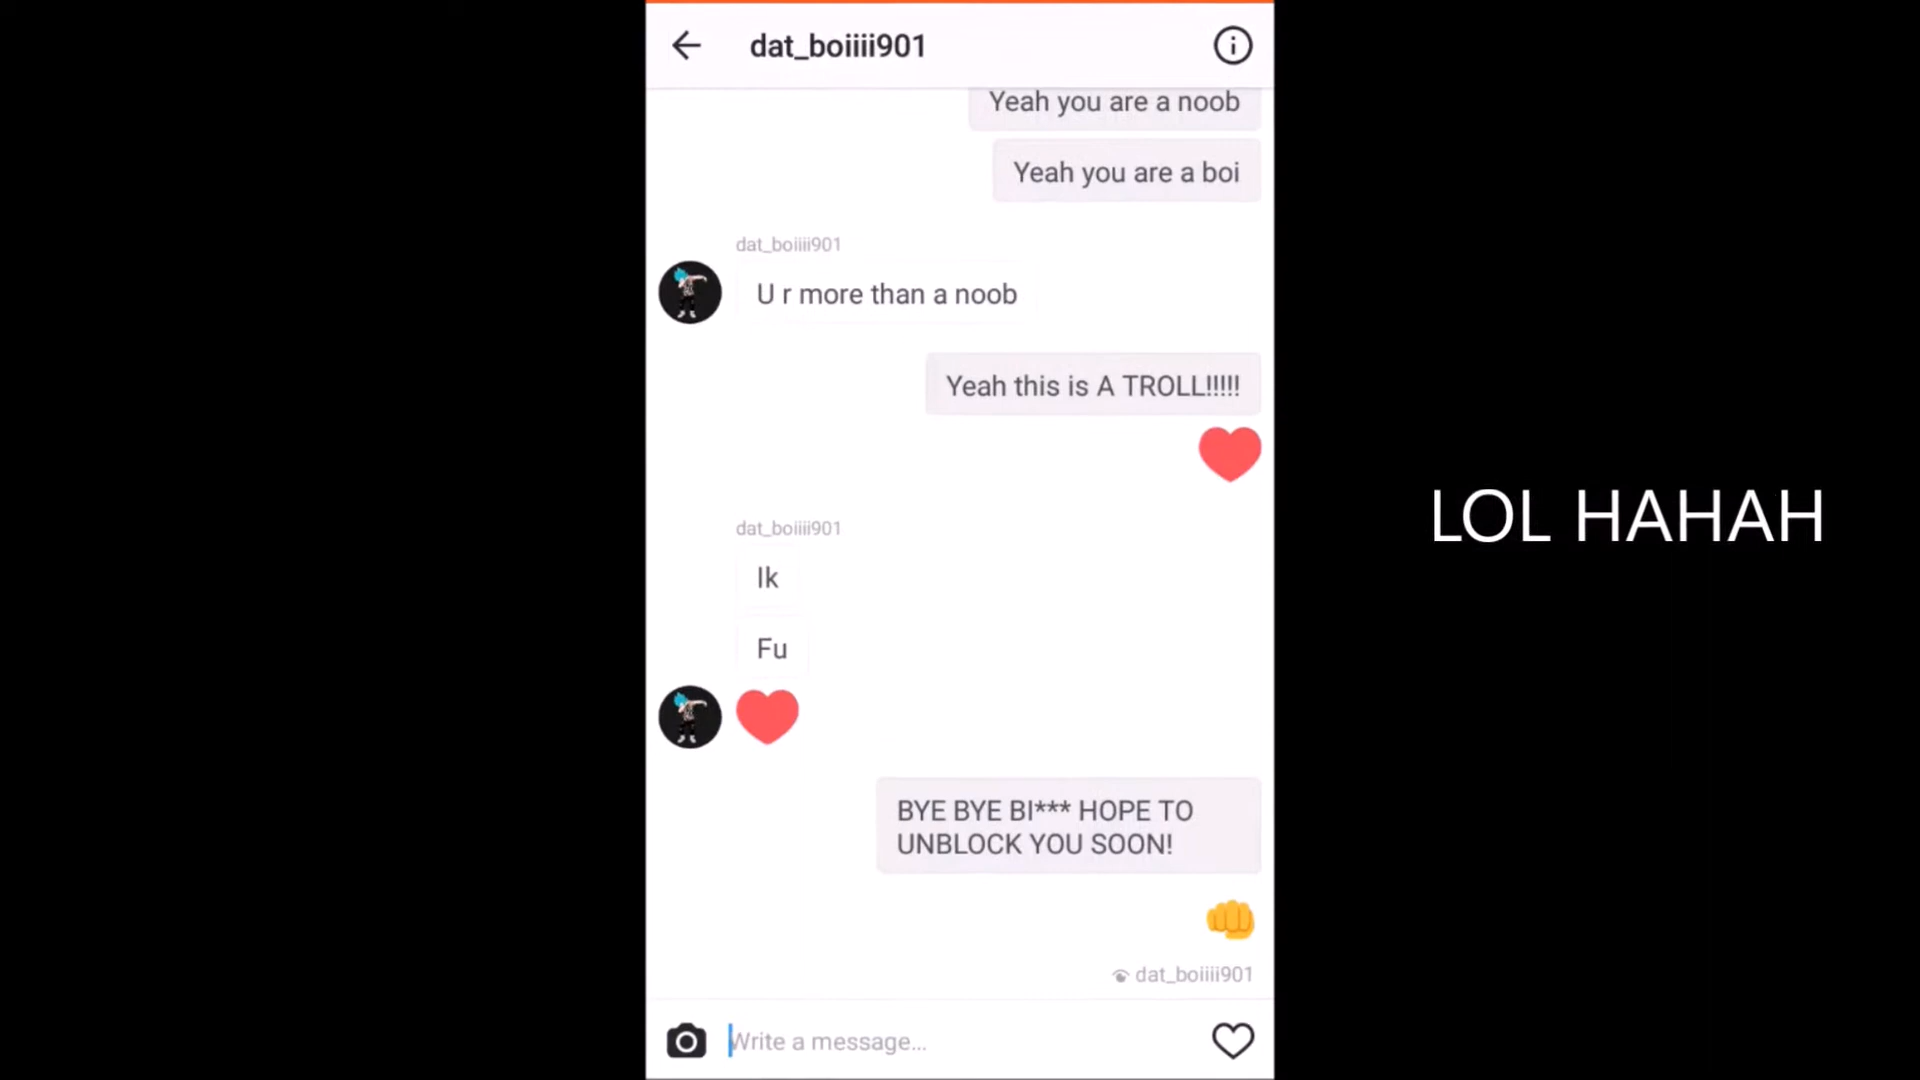 dat_boiiii901
Yeah you are a noob
Yeah you are a boi
dat_boiiii901
U r more than a noob
Yeah this is A TROLL!!!!!
LOL HAHAH
dat_boiiii901
Ik
Fu
BYE BYE BI*** HOPE TO
UNBLOCK YOU SOON!
dat_boiiii901
Write a message...